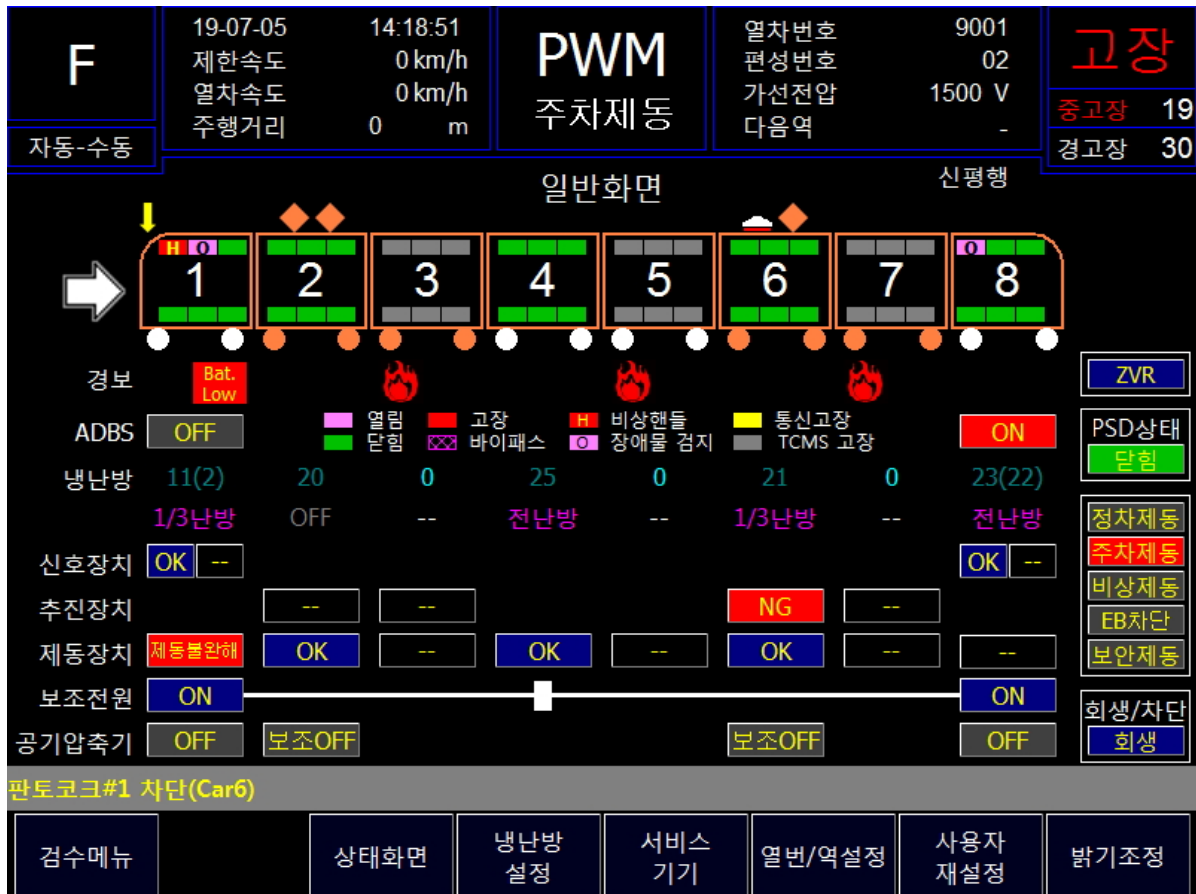 F
자동-수동
19-07-05 14:18:51
제한속도 0 km/h
열차속도 0 km/h
주행거리 0 m
PWM
주차제동
열차번호 9001
편성번호 02
가선전압 1500 V
다음역 -
고장
중고장 19
경고장 30
일반화면
신평행
H O O
1 2 3 4 5 6 7 8
경보 Bat. Low
ZVR
열림 고장 H 비상핸들 통신고장
닫힘 바이패스 O 장애물 검지 TCMS 고장
ADBS OFF ON
PSD상태
닫힘
냉난방 11(2) 20 0 25 0 21 0 23(22)
1/3난방 OFF -- 전난방 -- 1/3난방 -- 전난방
신호장치 OK -- OK --
추진장치 -- -- NG --
제동장치 제동불완해 OK -- OK -- OK -- --
보조전원 ON ON
공기압축기 OFF 보조OFF 보조OFF OFF
정차제동
주차제동
비상제동
EB차단
보안제동
회생/차단
회생
판토코크#1 차단(Car6)
검수메뉴
상태화면
냉난방
설정
서비스
기기
열번/역설정
사용자
재설정
밝기조정